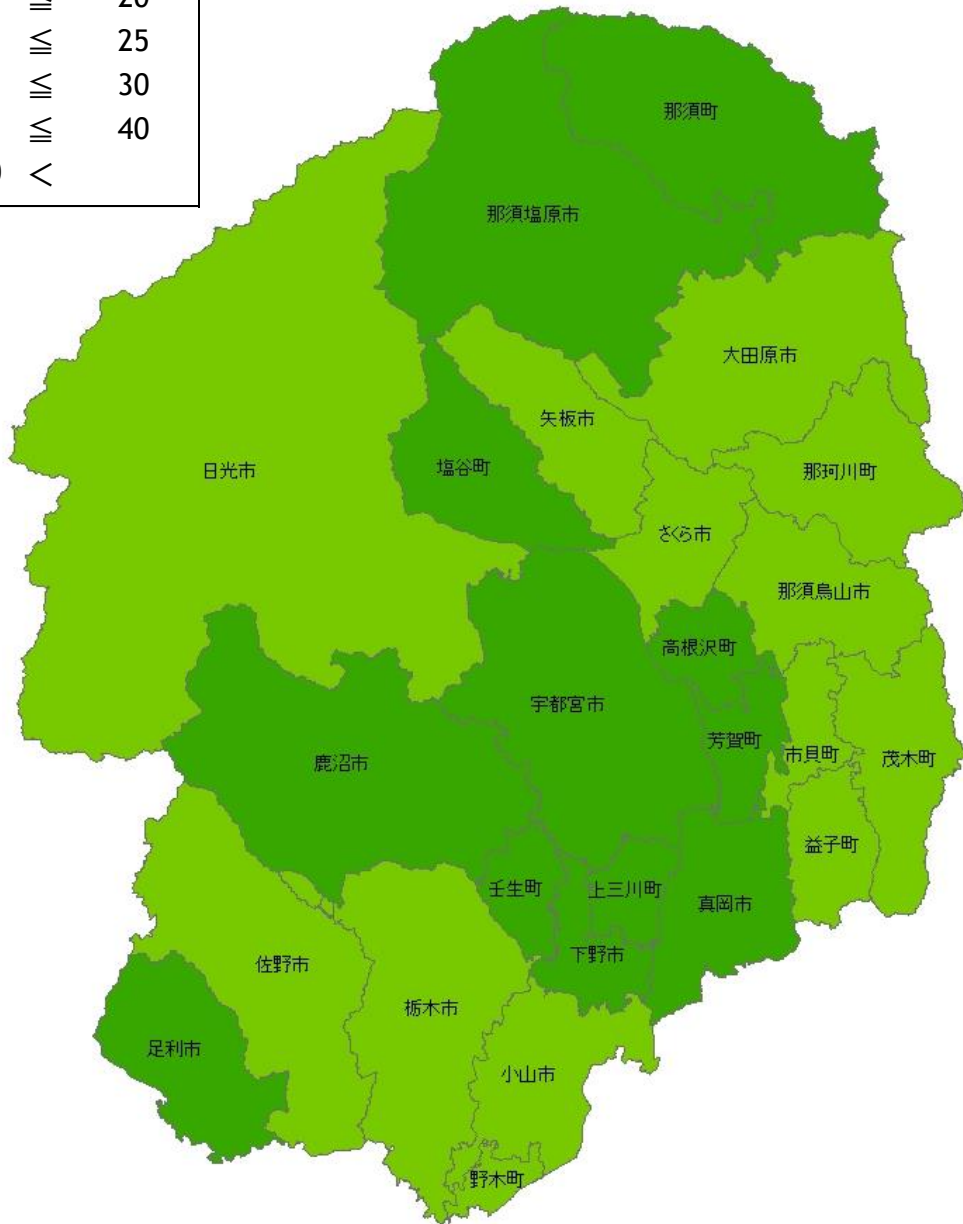 ≦ 20
≦ 25
≦ 30
≦ 40
<
那須町
那須塩原市
大田原市
矢板市
日光市
塩谷町
那珂川町
さくら市
那須烏山市
高根沢町
宇都宮市
芳賀町
市貝町
茂木町
鹿沼市
益子町
壬生町
上三川町
真岡市
下野市
佐野市
栃木市
足利市
小山市
野木町